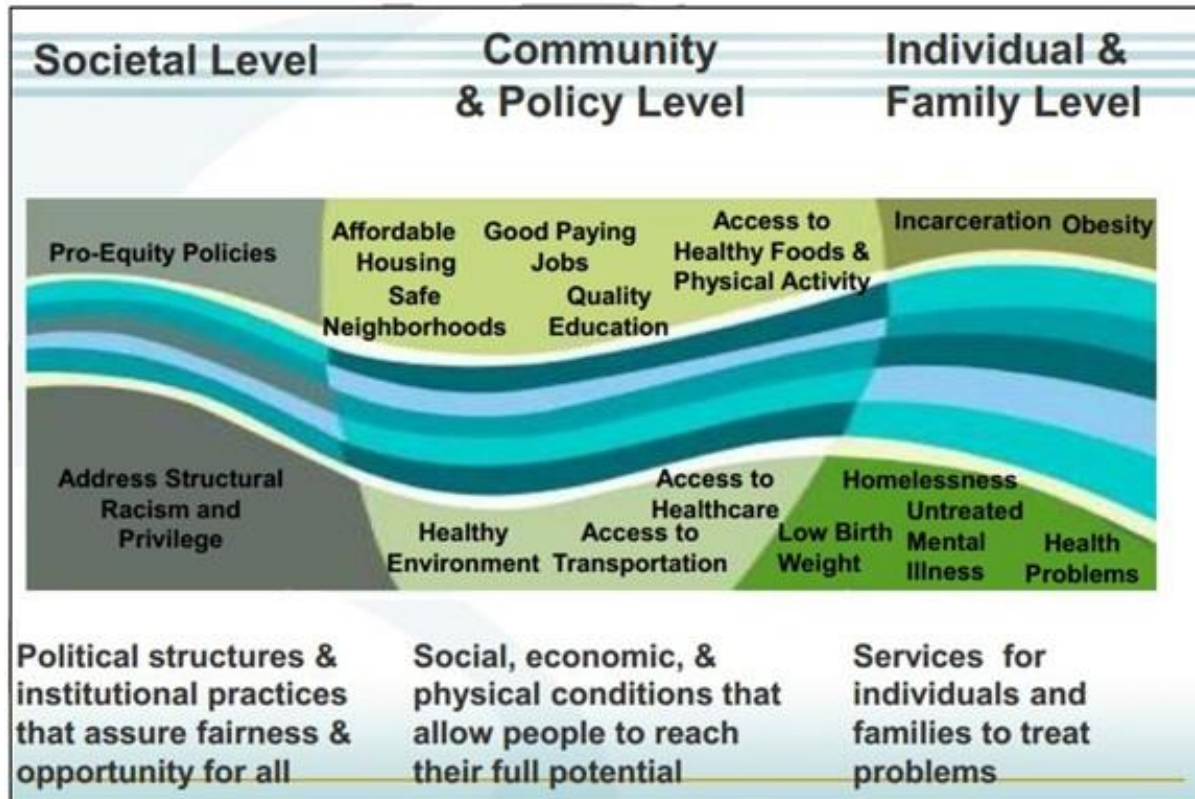 Societal Level
Community
& Policy Level
Individual &
Family Level
Pro-Equity Policies
Affordable
Housing
Good Paying
Jobs
Access to
Healthy Foods &
Physical Activity
Incarceration
Obesity
Safe
Neighborhoods
Quality
Education
Address Structural
Racism and
Privilege
Healthy
Environment
Access to
Transportation
Access to
Healthcare
Low Birth
Weight
Homelessness
Untreated
Mental
Illness
Health
Problems
Political structures &
institutional practices
that assure fairness &
opportunity for all
Social, economic, &
physical conditions that
allow people to reach
their full potential
Services for
individuals and
families to treat
problems